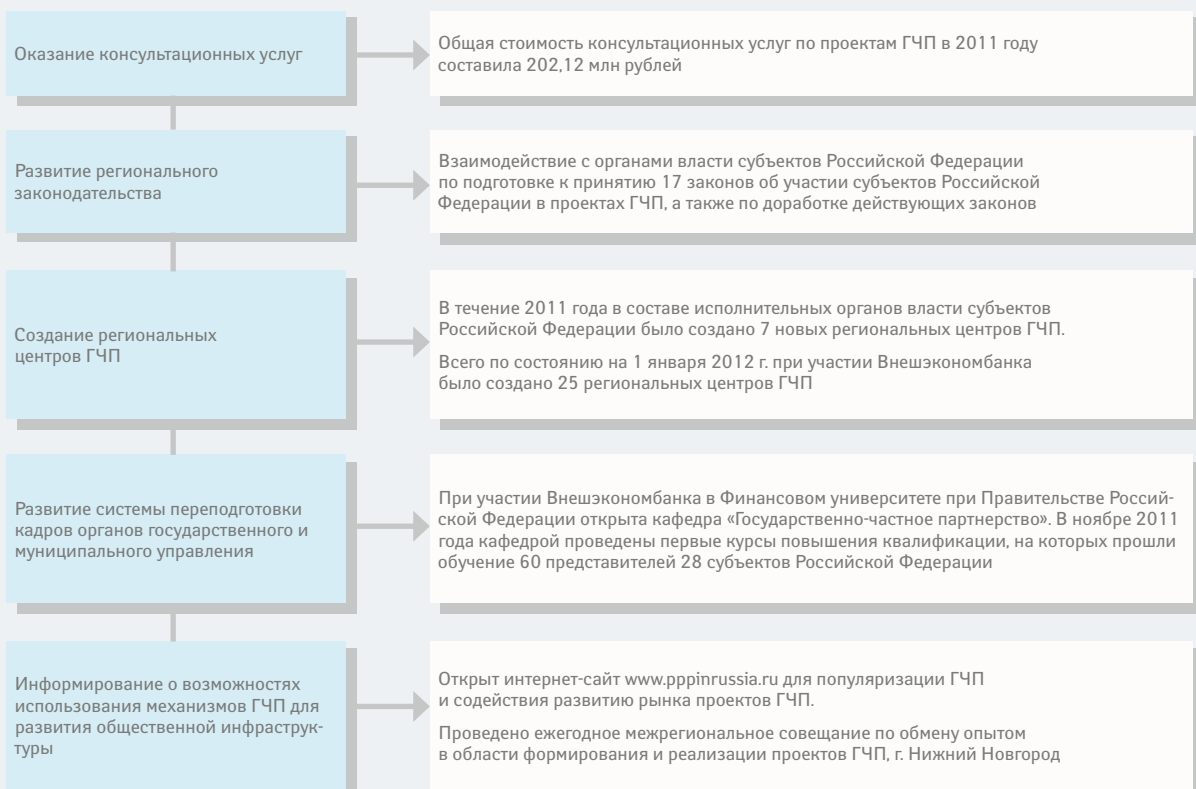 Оказание консультационных услуг
Общая стоимость консультационных услуг по проектам ГЧП в 2011 году
составила 202,12 млн рублей
Развитие регионального
законодательства
Взаимодействие с органами власти субъектов Российской Федерации
по подготовке к принятию 17 законов об участии субъектов Российской
Федерации в проектах ГЧП, а также по доработке действующих законов
Создание региональных
центров ГЧП
В течение 2011 года в составе исполнительных органов власти субъектов
Российской Федерации было создано 7 новых региональных центров ГЧП.
Всего по состоянию на 1 января 2012 г. при участии Внешэкономбанка
было создано 25 региональных центров ГЧП
Развитие системы переподготовки
кадров органов государственного и
муниципального управления
При участии Внешэкономбанка в Финансовом университете при Правительстве Россий-
ской Федерации открыта кафедра «Государственно-частное партнерство». В ноябре 2011
года кафедрой проведены первые курсы повышения квалификации, на которых прошли
обучение 60 представителей 28 субъектов Российской Федерации
Информирование о возможностях
использования механизмов ГЧП для
развития общественной инфраструк-
туры
Открыт интернет-сайт www.pppinrussia.ru для популяризации ГЧП
и содействия развитию рынка проектов ГЧП.
Проведено ежегодное межрегиональное совещание по обмену опытом
в области формирования и реализации проектов ГЧП, г. Нижний Новгород